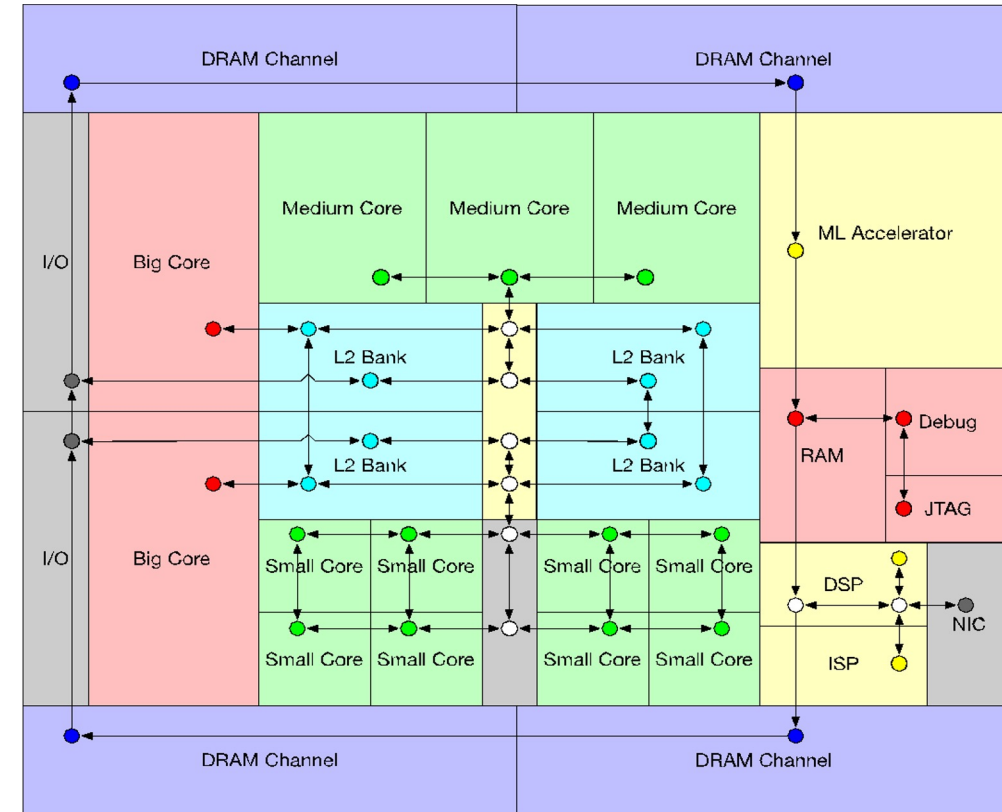 DRAM Channel
DRAM Channel
Medium Core
Medium Core
Medium Core
ML Accelerator
I/O
Big Core
L2 Bank
L2 Bank
Debug
RAM
L2 Bank
L2 Bank
JTAG
I/O
Big Core
Small Core
Small Core
Small Core
Small Core
DSP
NIC
Small Core
Small Core
Small Core
Small Core
ISP
DRAM Channel
DRAM Channel